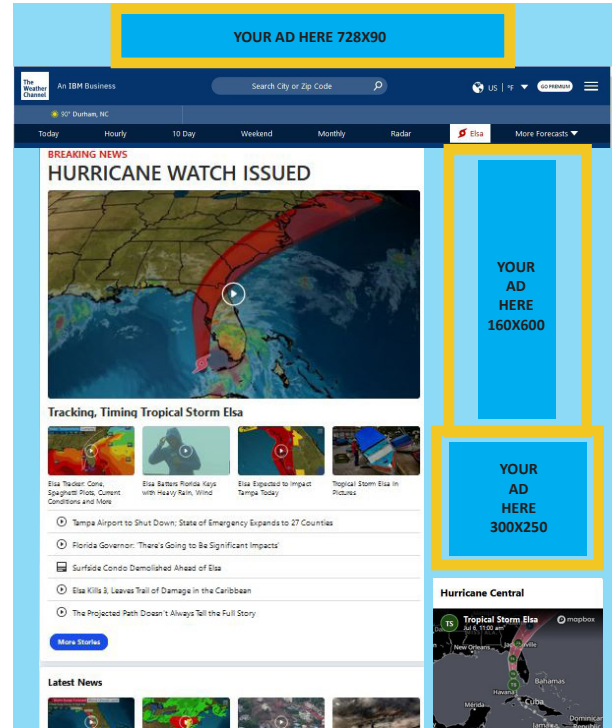 YOUR AD HERE 728X90
The
Weather
Channel
An IBM Business
Search City or Zip Code
US | °F
GO PREMIUM
90° Durham, NC
Today Hourly 10 Day Weekend Monthly Radar Elsa More Forecasts
BREAKING NEWS
HURRICANE WATCH ISSUED
YOUR
AD
HERE
160X600
Tracking, Timing Tropical Storm Elsa
Elsa Tracker: Cone,
Spaghetti Plots, Current
Conditions and More
Elsa Batters Florida Keys
with Heavy Rain, Wind
Elsa Expected to Impact
Tampa Today
Tropical Storm Elsa in
Pictures
Tampa Airport to Shut Down; State of Emergency Expands to 27 Counties
Florida Governor: 'There's Going to Be Significant Impacts'
Surfside Condo Demolished Ahead of Elsa
Elsa Kills 3, Leaves Trail of Damage in the Caribbean
The Projected Path Doesn't Always Tell the Full Story
More Stories
Latest News
YOUR
AD
HERE
300X250
Hurricane Central
TS
Tropical Storm Elsa
Jul 6, 11:00 am
mapbox
New Orleans
Bahamas
Havana
Cuba
Mérida
Dominican
Republic